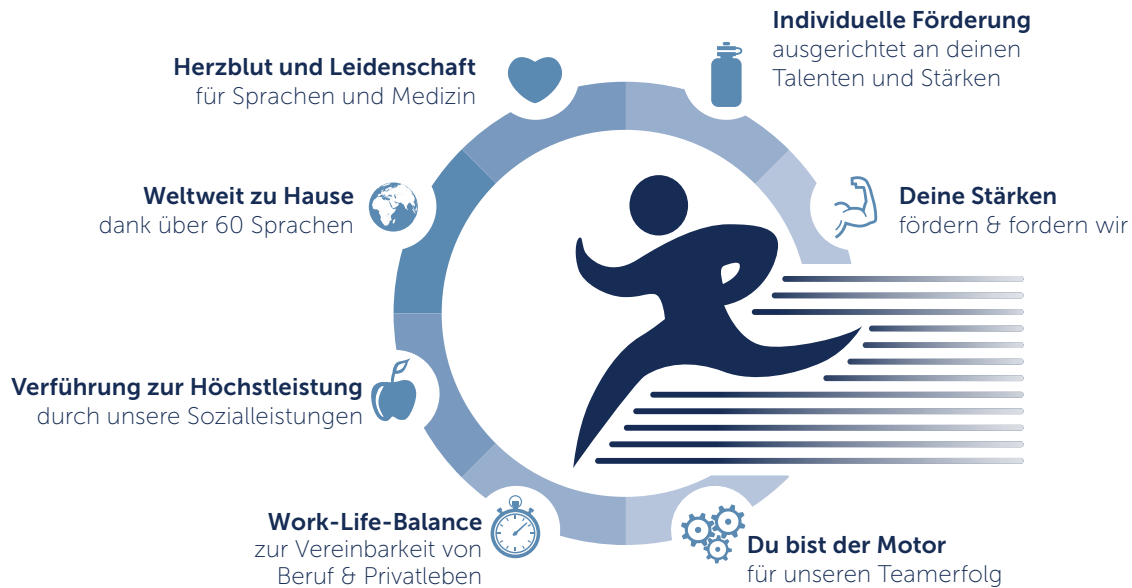 Individuelle Förderung
ausgerichtet an deinen
Talenten und Stärken
Herzblut und Leidenschaft
für Sprachen und Medizin
Weltweit zu Hause
dank über 60 Sprachen
Deine Stärken
fördern & fordern wir
Verführung zur Höchstleistung
durch unsere Sozialleistungen
Work-Life-Balance
zur Vereinbarkeit von
Beruf & Privatleben
Du bist der Motor
für unseren Teamerfolg